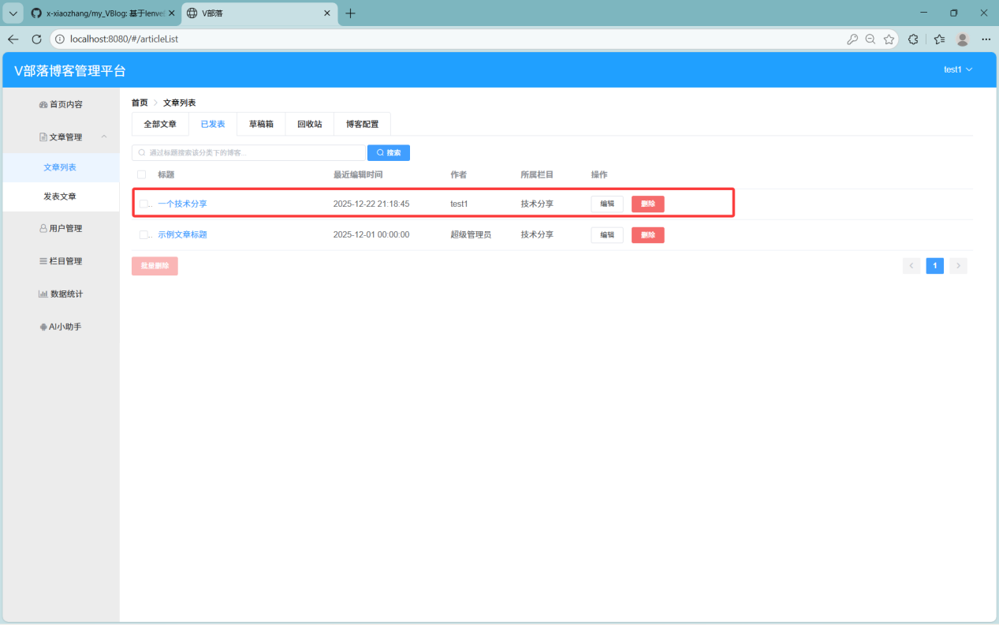 x-xiaozhang/my_VBlog: 基于lenve
V部落
localhost:8080/#/articleList
V部落博客管理平台
test1
首页内容
文章管理
文章列表
发表文章
用户管理
栏目管理
数据统计
AI小助手
首页 > 文章列表
全部文章 已发表 草稿箱 回收站 博客配置
通过标题搜索该分类下的博客... 搜索
标题 最近编辑时间 作者 所属栏目 操作
一个技术分享 2025-12-22 21:18:45 test1 技术分享 编辑 删除
示例文章标题 2025-12-01 00:00:00 超级管理员 技术分享 编辑 删除
批量删除 1